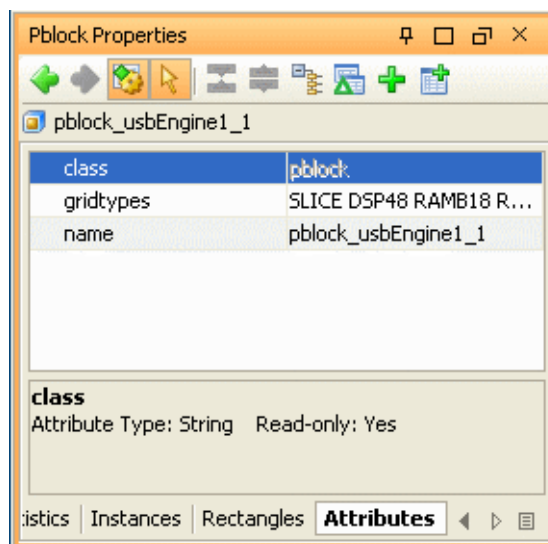 Pblock Properties
pblock_usbEngine1_1
class pblock
gridtypes SLICE DSP48 RAMB18 R...
name pblock_usbEngine1_1
class
Attribute Type: String Read-only: Yes
istics Instances Rectangles Attributes